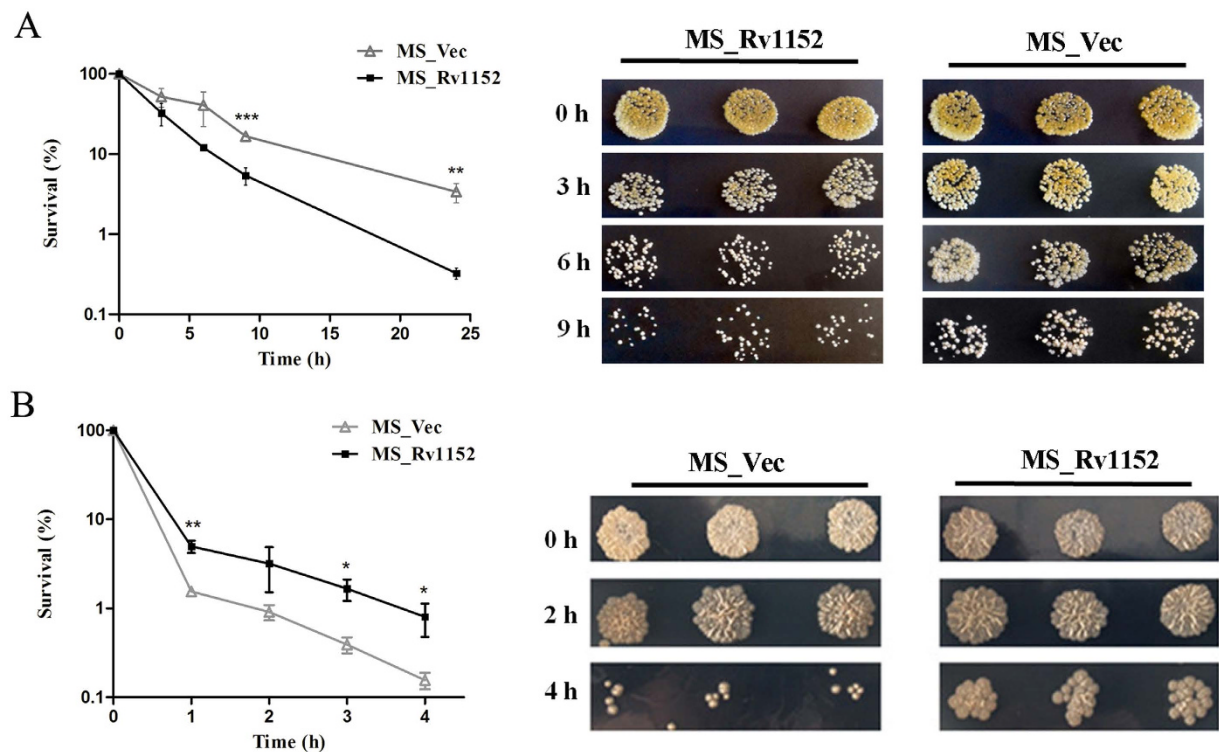 A
MS_Vec
MS_Rv1152
100
10
1
0.1
Survival (%)
***
**
0 5 10 15 20 25
Time (h)
MS_Rv1152 MS_Vec
0 h
3 h
6 h
9 h
B
MS_Vec
MS_Rv1152
100
10
1
0.1
Survival (%)
**
*
*
0 1 2 3 4
Time (h)
MS_Vec MS_Rv1152
0 h
2 h
4 h